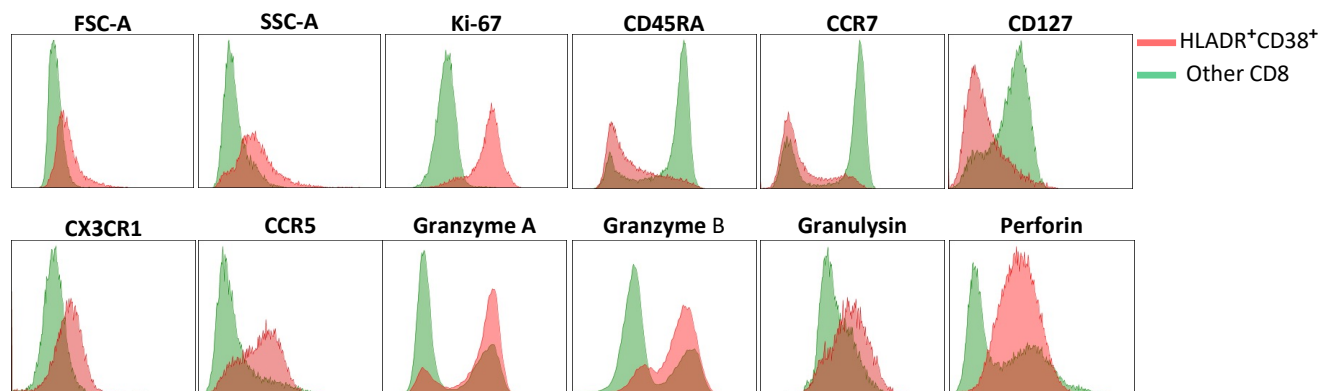 FSC-A SSC-A Ki-67 CD45RA CCR7 CD127
HLADR⁺CD38⁺
Other CD8
CX3CR1 CCR5 Granzyme A Granzyme B Granulysin Perforin